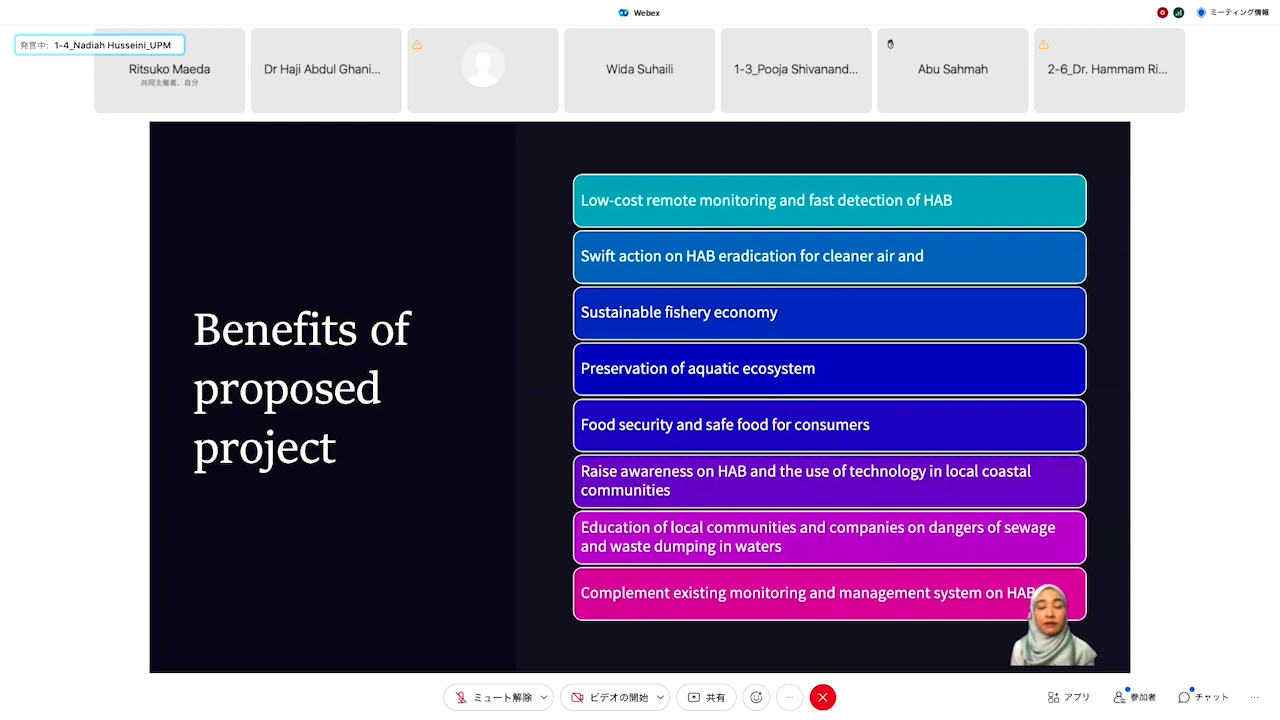 Webex
ミーティング情報
発言中: 1-4_Nadiah Husseini_UPM
Ritsuko Maeda
共同主催者、自分
Dr Haji Abdul Ghani...
Wida Suhaili
1-3_Pooja Shivanand...
Abu Sahmah
2-6_Dr. Hammam Ri...
Benefits of
proposed
project
Low-cost remote monitoring and fast detection of HAB
Swift action on HAB eradication for cleaner air and
Sustainable fishery economy
Preservation of aquatic ecosystem
Food security and safe food for consumers
Raise awareness on HAB and the use of technology in local coastal
communities
Education of local communities and companies on dangers of sewage
and waste dumping in waters
Complement existing monitoring and management system on HAB
ミュート解除
ビデオの開始
共有
アプリ
参加者
チャット